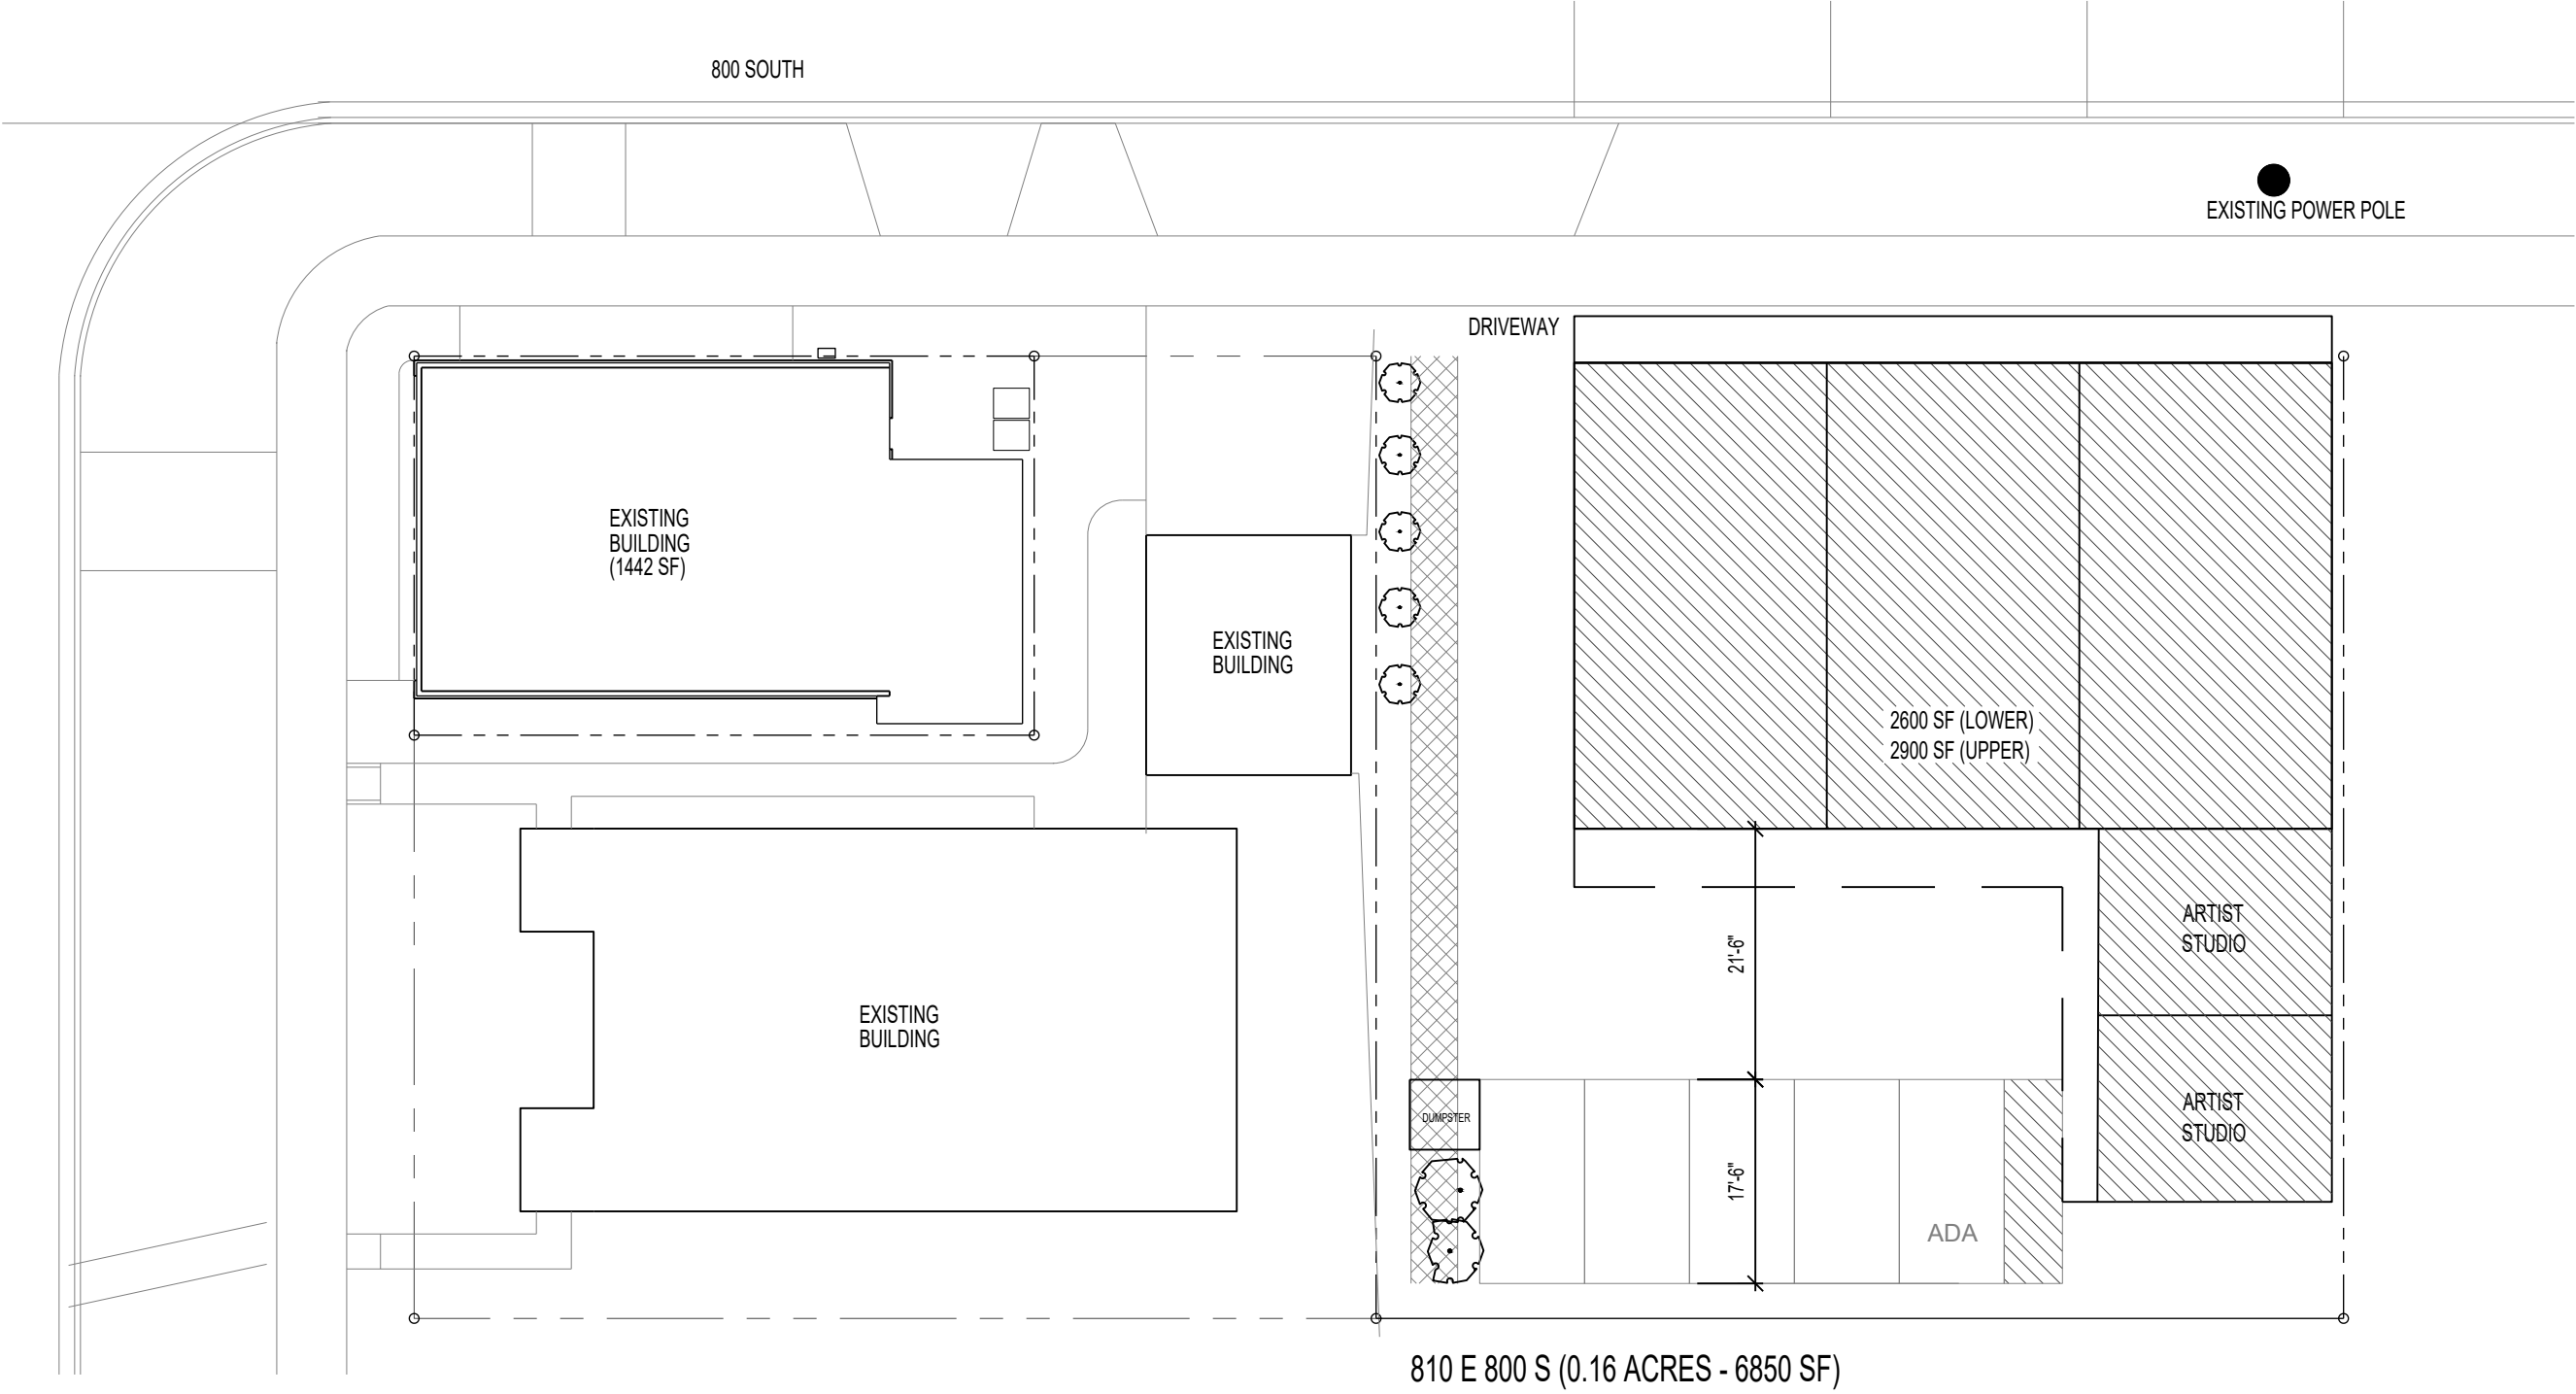 800 SOUTH
EXISTING POWER POLE
DRIVEWAY
EXISTING
BUILDING
(1442 SF)
EXISTING
BUILDING
2600 SF (LOWER)
2900 SF (UPPER)
ARTIST
STUDIO
21'-6"
EXISTING
BUILDING
DUMPSTER
ARTIST
STUDIO
17'-6"
ADA
810 E 800 S (0.16 ACRES - 6850 SF)